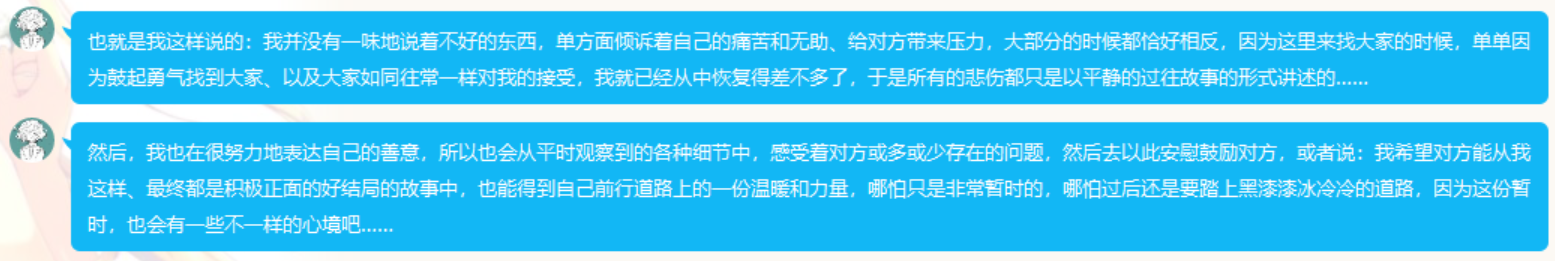 也就是我这样说的：我并没有一味地说着不好的东西，单方面倾诉着自己的痛苦和无助、给对方带来压力，大部分的时候都恰好相反，因为这里来找大家的时候，单单因
为鼓起勇气找到大家、以及大家如同往常一样对我的接受，我就已经从中恢复得差不多了，于是所有的悲伤都只是以平静的过往故事的形式讲述的……
然后，我也在很努力地表达自己的善意，所以也会从平时观察到的各种细节中，感受着对方或多或少存在的问题，然后去以此安慰鼓励对方，或者说：我希望对方能从我
这样、最终都是积极正面的好结局的故事中，也能得到自己前行道路上的一份温暖和力量，哪怕只是非常暂时的，哪怕过后还是要踏上黑漆漆冰冷冷的道路，因为这份暂
时，也会有一些不一样的心境吧……